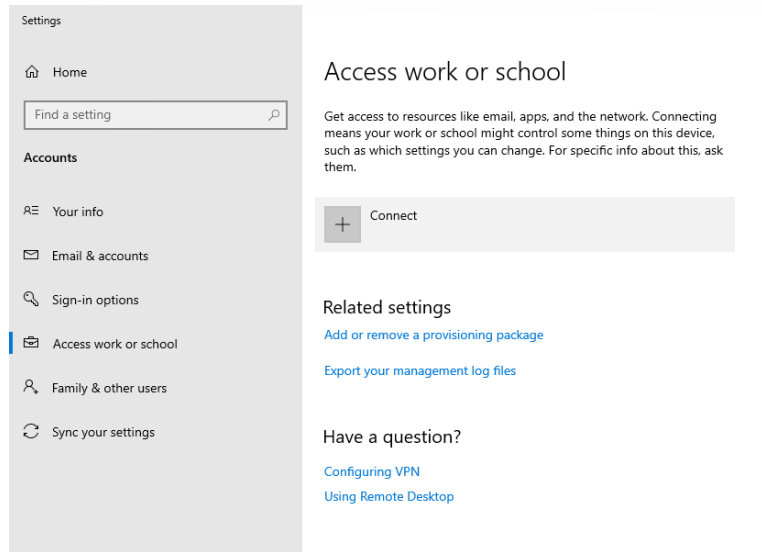 Settings
Home
Find a setting
Accounts
Your info
Email & accounts
Sign-in options
Access work or school
Family & other users
Sync your settings
Access work or school
Get access to resources like email, apps, and the network. Connecting
means your work or school might control some things on this device,
such as which settings you can change. For specific info about this, ask
them.
Connect
Related settings
Add or remove a provisioning package
Export your management log files
Have a question?
Configuring VPN
Using Remote Desktop